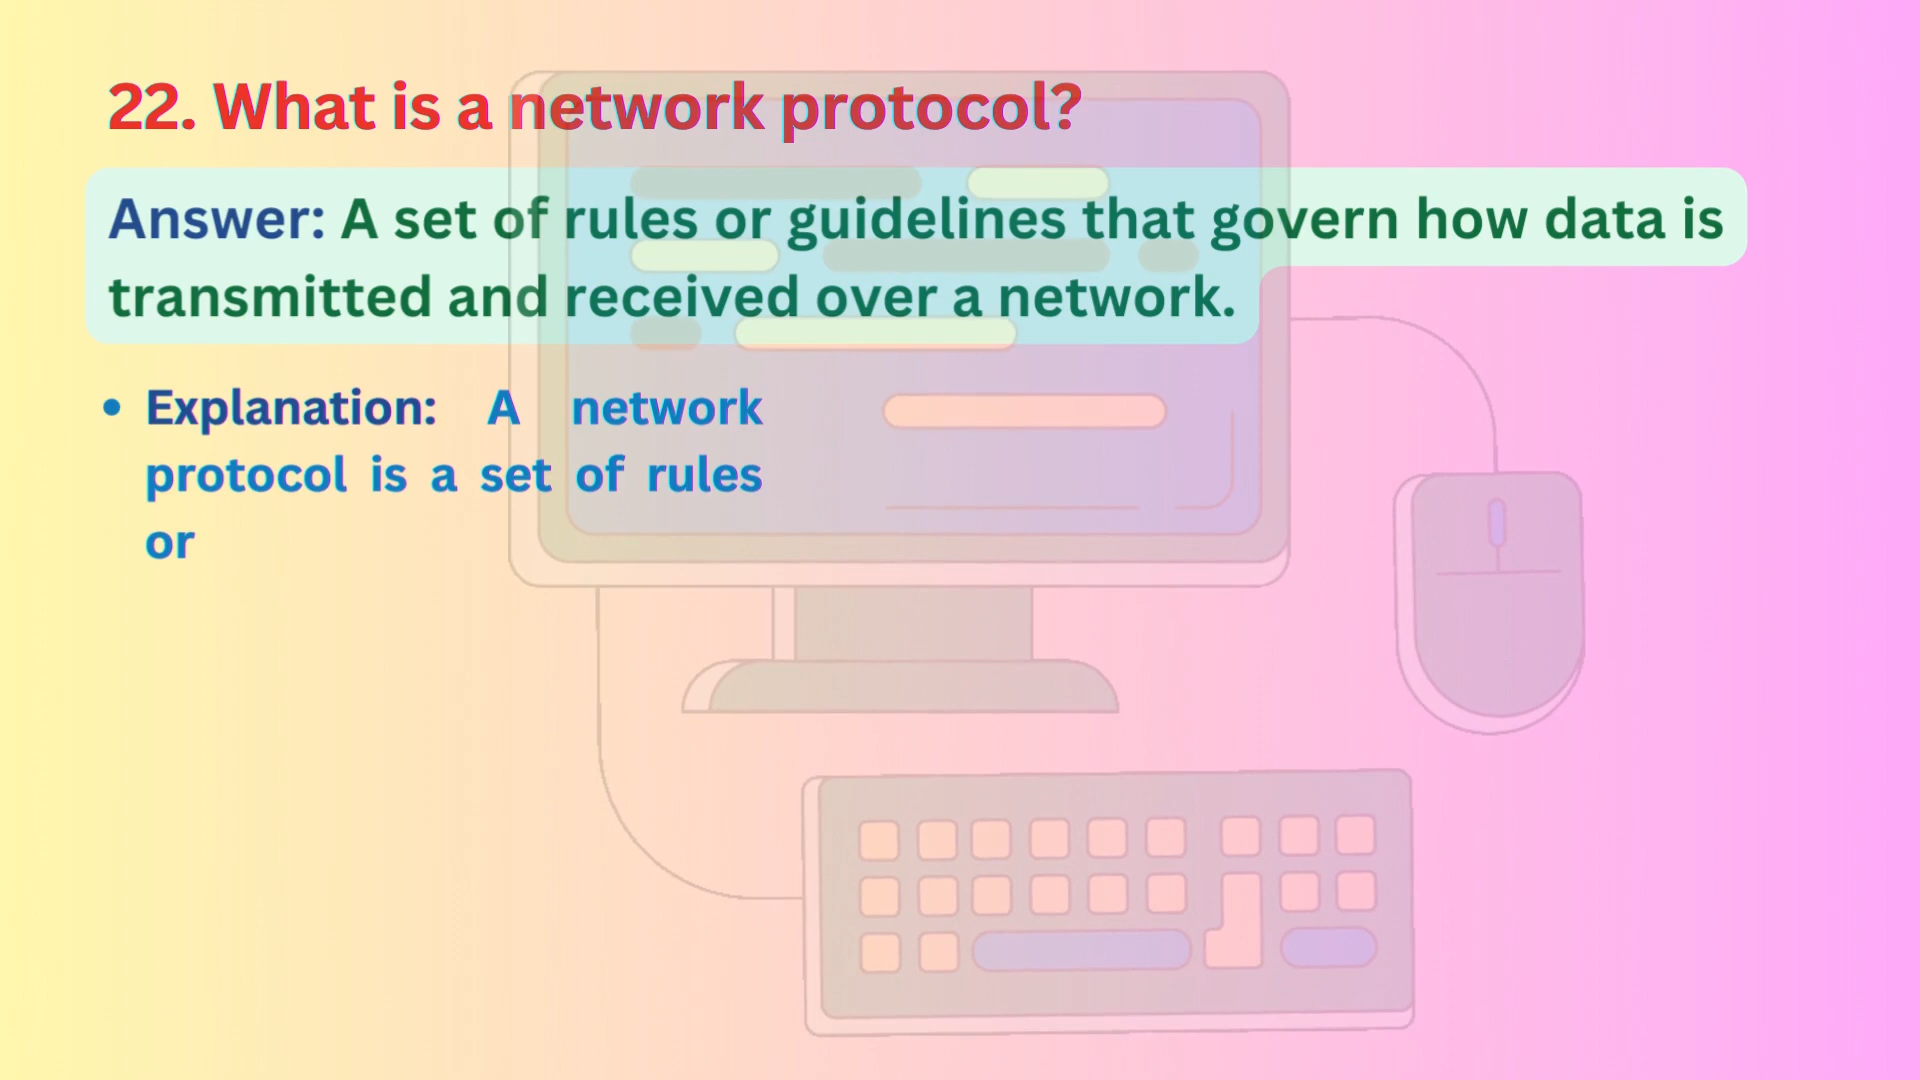 22. What is a network protocol?
Answer: A set of rules or guidelines that govern how data is
transmitted and received over a network.
• Explanation: A network
protocol is a set of rules
or